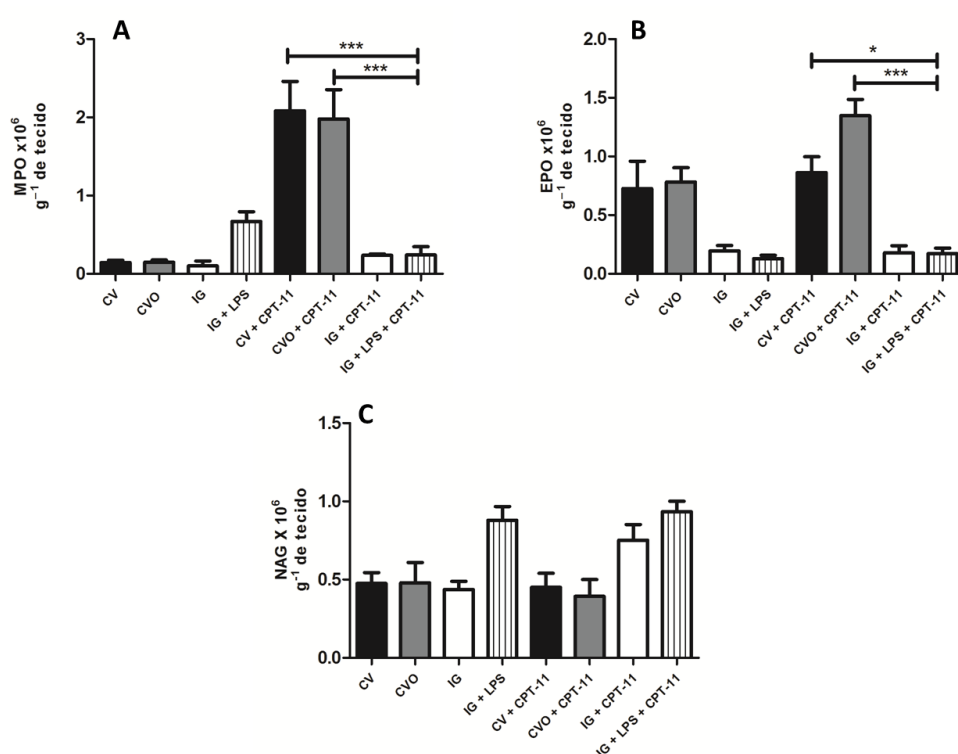 A
***
***
3
2
1
0
MPO x10⁶
g⁻¹ de tecido
CV
CVO
IG
IG + LPS
CV + CPT-11
CVO + CPT-11
IG + CPT-11
IG + LPS + CPT-11
B
*
***
2.0
1.5
1.0
0.5
0.0
EPO x10⁶
g⁻¹ de tecido
CV
CVO
IG
IG + LPS
CV + CPT-11
CVO + CPT-11
IG + CPT-11
IG + LPS + CPT-11
C
1.5
1.0
0.5
0.0
NAG X 10⁶
g⁻¹ de tecido
CV
CVO
IG
IG + LPS
CV + CPT-11
CVO + CPT-11
IG + CPT-11
IG + LPS + CPT-11